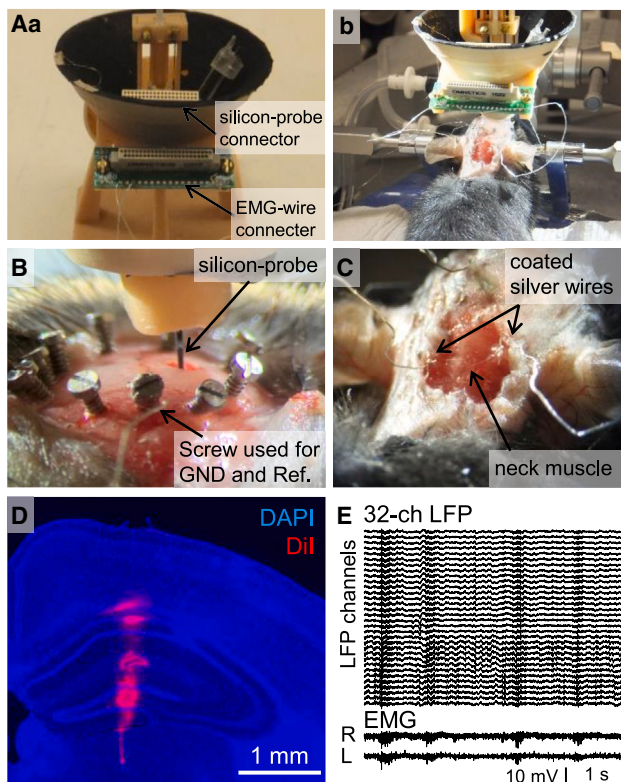 Aa
silicon-probe
connector
EMG-wire
connecter
b
B
silicon-probe
Screw used for
GND and Ref.
C
coated
silver wires
neck muscle
D
DAPI
DiI
1 mm
E
32-ch LFP
LFP channels
EMG
R
L
10 mV
1 s